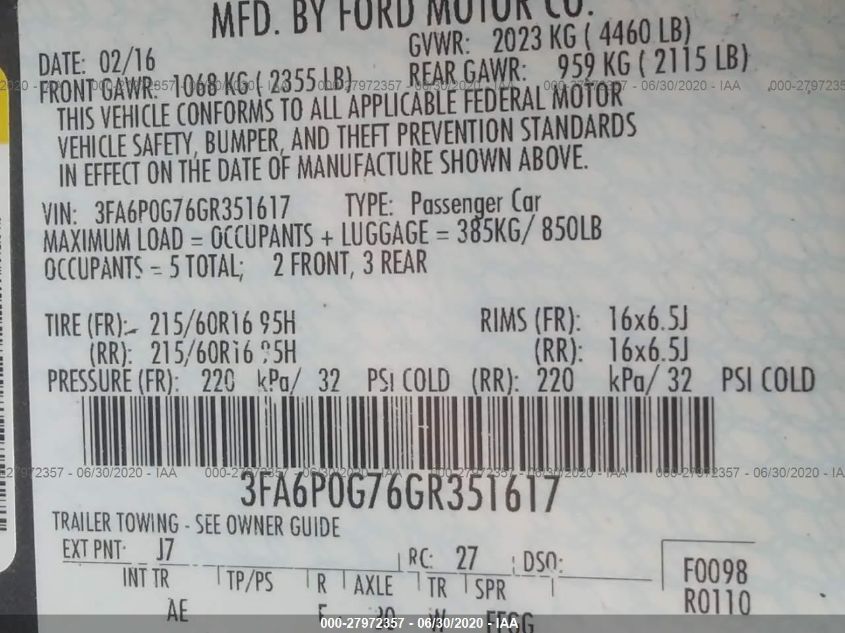 MFD. BY FORD MOTOR CO.
DATE: 02/16 GVWR: 2023 KG ( 4460 LB)
FRONT GAWR: 1068 KG ( 2355 LB) REAR GAWR: 959 KG ( 2115 LB)
THIS VEHICLE CONFORMS TO ALL APPLICABLE FEDERAL MOTOR
VEHICLE SAFETY, BUMPER, AND THEFT PREVENTION STANDARDS
IN EFFECT ON THE DATE OF MANUFACTURE SHOWN ABOVE.
VIN: 3FA6P0G76GR351617 TYPE: Passenger Car
MAXIMUM LOAD = OCCUPANTS + LUGGAGE = 385KG/ 850LB
OCCUPANTS = 5 TOTAL; 2 FRONT, 3 REAR
TIRE (FR):- 215/60R16 95H RIMS (FR): 16x6.5J
(RR): 215/60R16 95H (RR): 16x6.5J
PRESSURE (FR): 220 kPa/ 32 PSI COLD (RR): 220 kPa/ 32 PSI COLD
3FA6P0G76GR351617
TRAILER TOWING - SEE OWNER GUIDE
EXT PNT: J7 RC: 27 DSO:
INT TR TP/PS R AXLE TR SPR F0098
R0110
AE
000-27972357 - 06/30/2020 - IAA